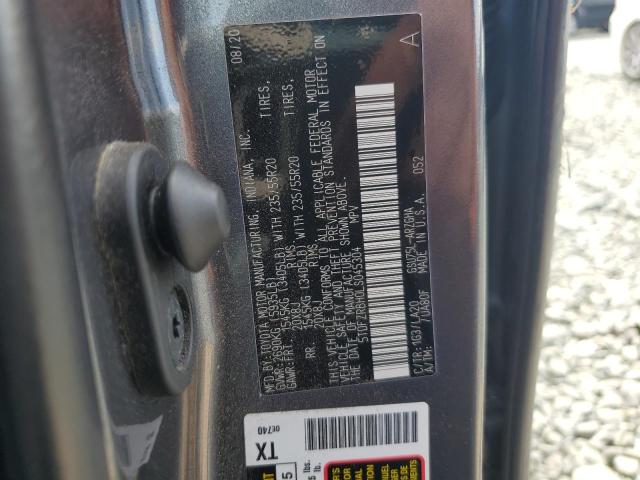 MFD.BY:TOYOTA MOTOR MANUFACTURING, INDIANA, INC. 08/20
GVWR:2690KG (5935LB)
GAWR:FRT. 1545KG (3405LB) WITH 235/55R20 TIRES,
20X8J RIMS,
RR. 1545KG (3405LB) WITH 235/55R20 TIRES,
20X8J RIMS,
THIS VEHICLE CONFORMS TO ALL APPLICABLE FEDERAL MOTOR
VEHICLE SAFETY AND THEFT PREVENTION STANDARDS IN EFFECT ON
THE DATE OF MANUFACTURE SHOWN ABOVE.
5TDFZRBH0LS045304 MPV
C/TR:1G3/LA20 GSU75L-ARZGHA
A/TM: /UA80F MADE IN U.S.A. 052
A
TX
0E740